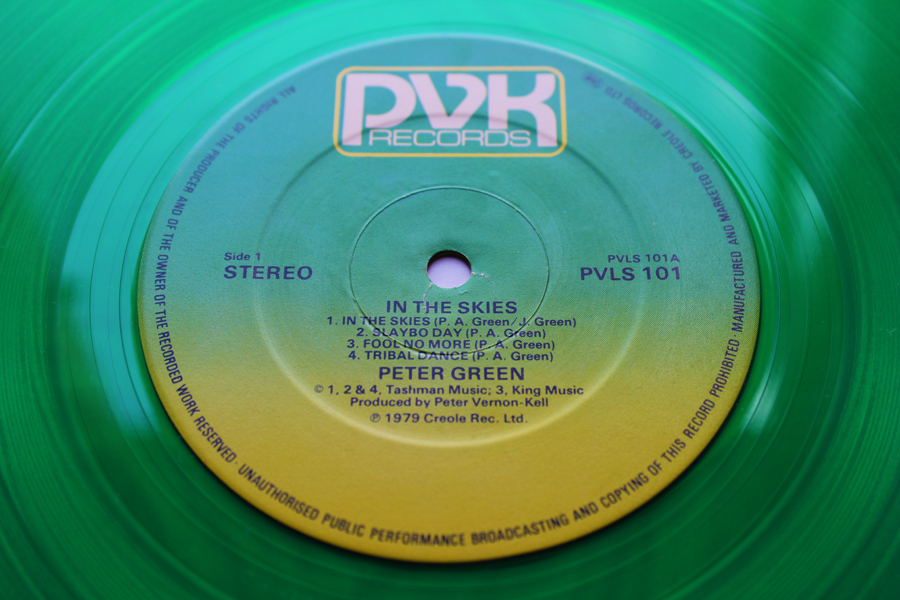 PVK
RECORDS
Side 1
STEREO
PVLS 101A
PVLS 101
IN THE SKIES
1. IN THE SKIES (P. A. Green/J. Green)
2. SLAYBO DAY (P. A. Green)
3. FOOL NO MORE (P. A. Green)
4. TRIBAL DANCE (P. A. Green)
PETER GREEN
© 1, 2 & 4, Tashman Music; 3, King Music
Produced by Peter Vernon-Kell
℗ 1979 Creole Rec. Ltd.
ALL RIGHTS OF THE PRODUCER AND OF THE OWNER OF THE RECORDED WORK RESERVED· UNAUTHORISED PUBLIC PERFORMANCE BROADCASTING AND COPYING OF THIS RECORD PROHIBITED· MANUFACTURED AND MARKETED BY CREOLE RECORDS LTD.